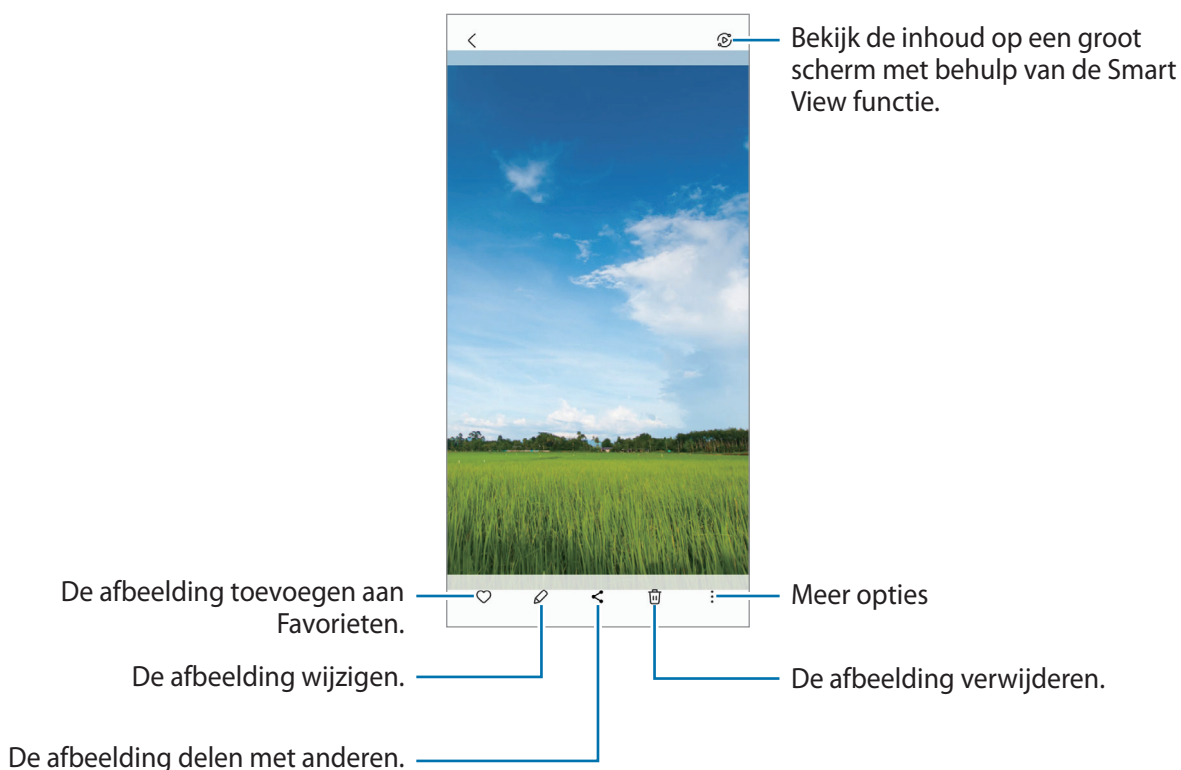 Bekijk de inhoud op een groot
scherm met behulp van de Smart
View functie.
De afbeelding toevoegen aan
Favorieten.
Meer opties
De afbeelding wijzigen.
De afbeelding verwijderen.
De afbeelding delen met anderen.